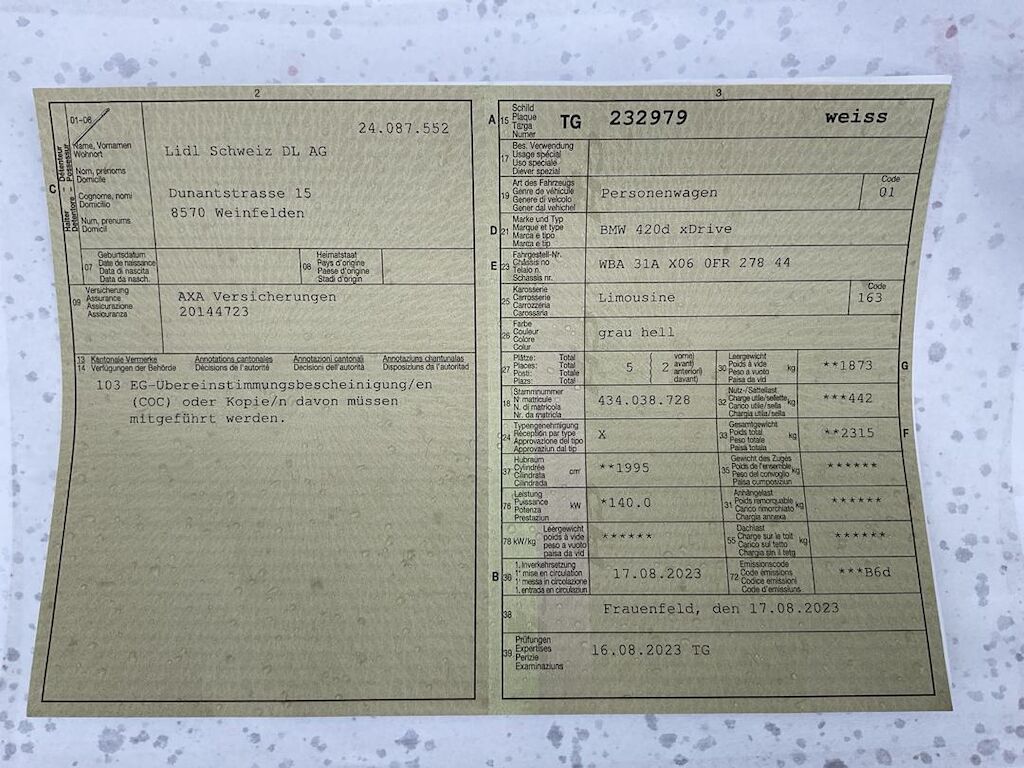 2
01-06
24.087.552
Name, Vornamen
Wohnort
Lidl Schweiz DL AG
Nom, prénoms
Domicile
Cognome, nomi
Domicilio
Dunantstrasse 15
Num, prenums
Domicil
8570 Weinfelden
C
Halter
Détenteur
07
Geburtsdatum
Date de naissance
Data di nascita
Data da nasch.
08
Heimatstaat
Pays d'origine
Paese d'origine
Stadi d'origin
09
Versicherung
Assurance
Assicurazione
Assicuranza
AXA Versicherungen
20144723
13 Kantonale Vermerke Annotations cantonales Annotazioni cantonali Annotaziuns chantunalas
14 Verfügungen der Behörde Décisions de l'autorité Decisioni dell'autorità Disposiziuns da l'autoritad
103 EG-Übereinstimmungsbescheinigung/en
(COC) oder Kopie/n davon müssen
mitgeführt werden.
3
A 15
Schild
Plaque
Targa
Numer
TG 232979 weiss
17
Bes. Verwendung
Usage spécial
Uso speciale
Diever spezial
19
Art des Fahrzeugs
Genre de véhicule
Genere di veicolo
Gener dal vehichel
Personenwagen
Code
01
D 21
Marke und Typ
Marque et type
Marca e tipo
Marca e tip
BMW 420d xDrive
E 23
Fahrgestell-Nr.
Châssis no
Telaio n.
Schassis nr.
WBA 31A X06 0FR 278 44
25
Karosserie
Carrosserie
Carrozzeria
Carossaria
Limousine
Code
163
26
Farbe
Couleur
Colore
Colur
grau hell
27
Plätze: Total
Places: Total
Posti: Totale
Plazs: Total
5
2
vorne)
avant)
anteriori)
davant)
30
Leergewicht
Poids à vide
Peso a vuoto
Paisa da vid
kg
**1873
G
18
Stammnummer
N° matricule
N. di matricola
Nr. da matricla
434.038.728
32
Nutz-/Sattellast
Charge utile/sellette
Carico utile/sella
Chargia utila/sella
kg
***442
24
Typengenehmigung
Réception par type
Approvazione del tipo
Approvaziun dal tip
X
33
Gesamtgewicht
Poids total
Peso totale
Paisa totala
kg
**2315
F
37
Hubraum
Cylindrée
Cilindrata
Cilindrada
cm³
**1995
35
Gewicht des Zuges
Poids de l'ensemble
Peso del convoglio
Paisa cumposiziun
kg
******
76
Leistung
Puissance
Potenza
Prestaziun
kW
*140.0
31
Anhängelast
Poids remorquable
Carico rimorchiato
Chargia annexa
kg
******
78 kW/kg
Leergewicht
poids à vide
peso a vuoto
paisa da vid
******
55
Dachlast
Charge sur le toit
Carico sul tetto
Chargia sin il tetg
kg
******
B 36
1. Inverkehrsetzung
1re mise en circulation
1a messa in circolazione
1. entrada en circulaziun
17.08.2023
72
Emissionscode
Code émissions
Codice emissioni
Code d'emissiuns
***B6d
38
Frauenfeld, den 17.08.2023
39
Prüfungen
Expertises
Perizie
Examinaziuns
16.08.2023 TG